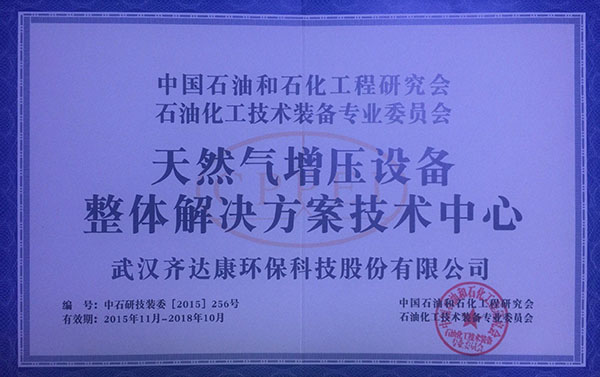 中国石油和石化工程研究会
石油化工技术装备专业委员会
天然气增压设备
整体解决方案技术中心
武汉齐达康环保科技股份有限公司
编 号：中石研技装委［2015］256号
有效期：2015年11月-2018年10月
中国石油和石化工程研究会
石油化工技术装备专业委员会